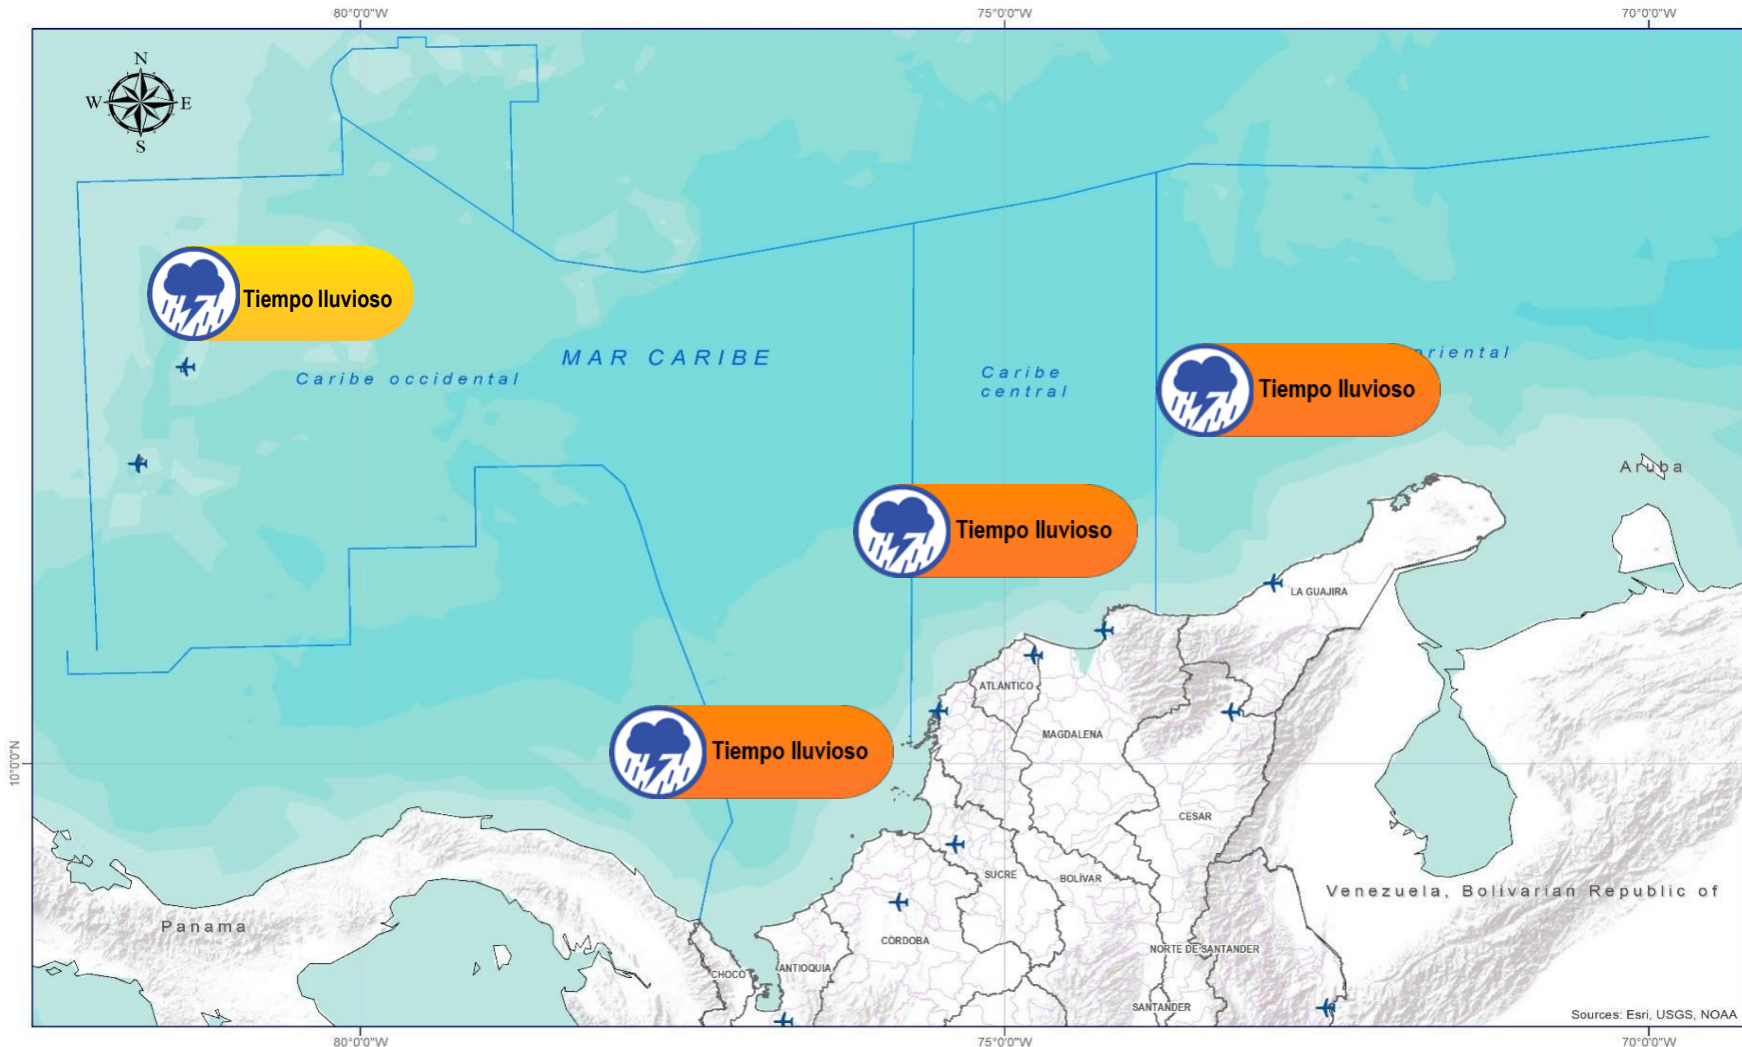 80°0'0"W
75°0'0"W
70°0'0"W
N
W
E
S
Tiempo lluvioso
MAR CARIBE
Caribe occidental
Caribe
central
oriental
Tiempo lluvioso
Aruba
Tiempo lluvioso
LA GUAJIRA
ATLANTICO
MAGDALENA
Tiempo lluvioso
10°0'0"N
CESAR
SUCRE
BOLÍVAR
Venezuela, Bolivarian Republic of
Panama
CÓRDOBA
NORTE DE SANTANDER
CHOCO
ANTIOQUIA
SANTANDER
Sources: Esri, USGS, NOAA
80°0'0"W
75°0'0"W
70°0'0"W